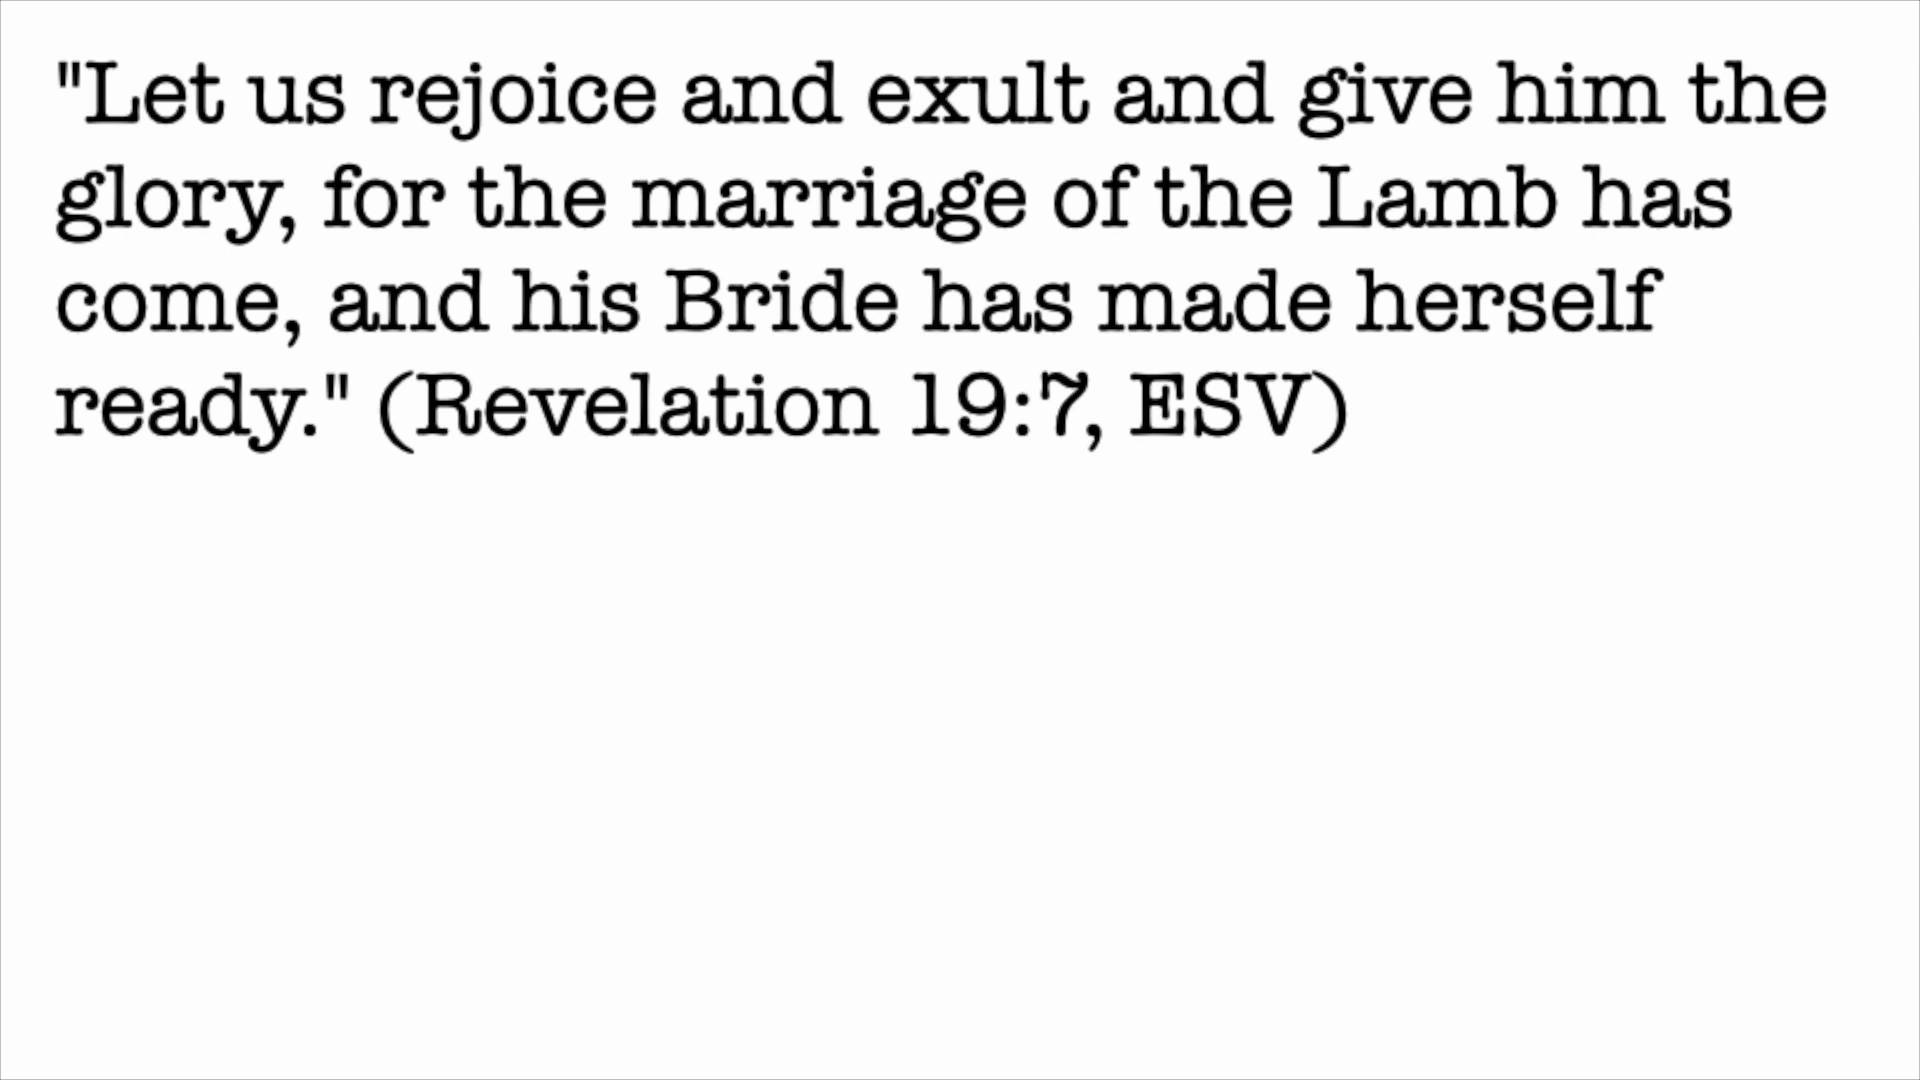 "Let us rejoice and exult and give him the
glory, for the marriage of the Lamb has
come, and his Bride has made herself
ready." (Revelation 19:7, ESV)